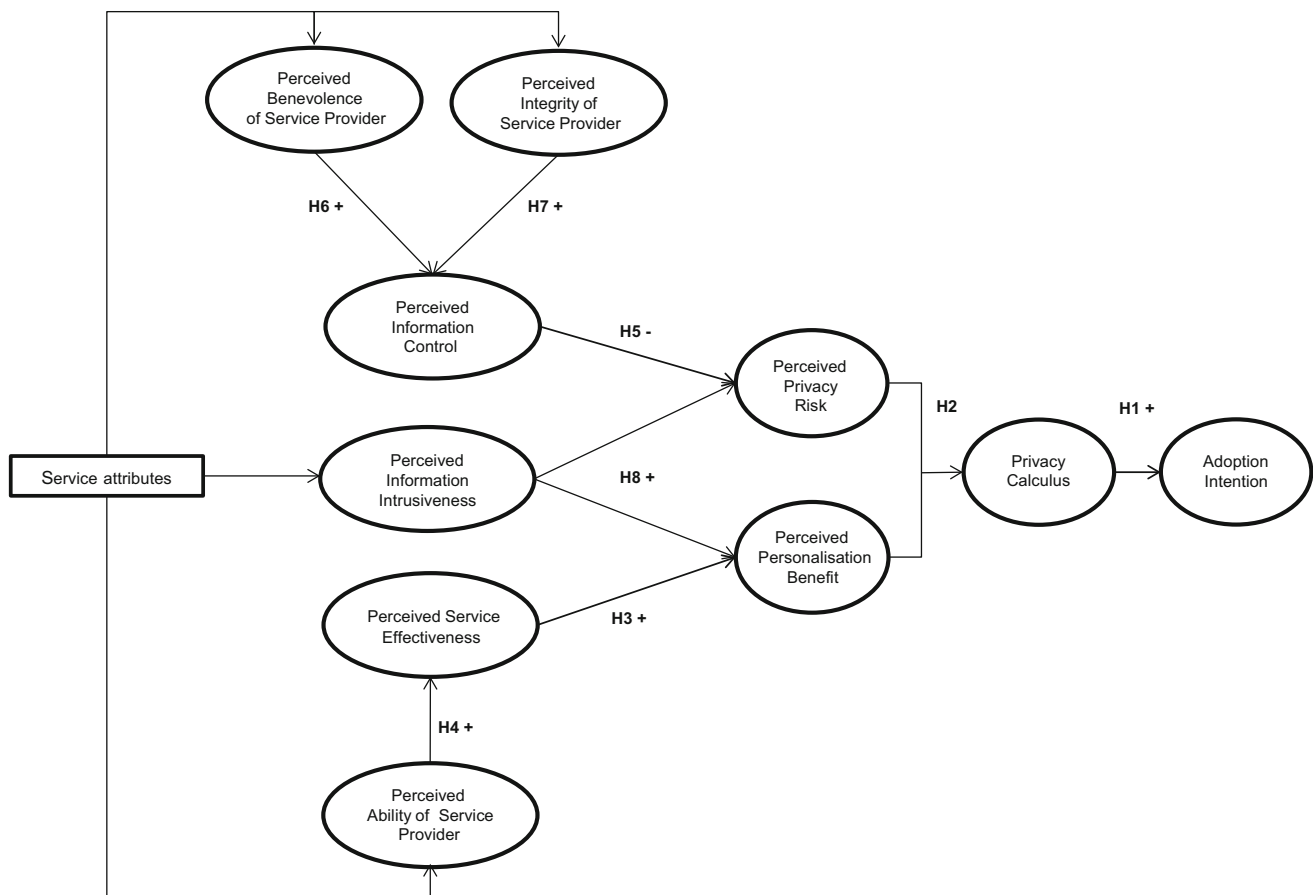 Perceived
Benevolence
of Service Provider
Perceived
Integrity of
Service Provider
H6 +
H7 +
Perceived
Information
Control
H5 -
Perceived
Privacy
Risk
H2
H1 +
Service attributes
Perceived
Information
Intrusiveness
H8 +
Privacy
Calculus
Adoption
Intention
Perceived
Personalisation
Benefit
Perceived Service
Effectiveness
H3 +
H4 +
Perceived
Ability of Service
Provider